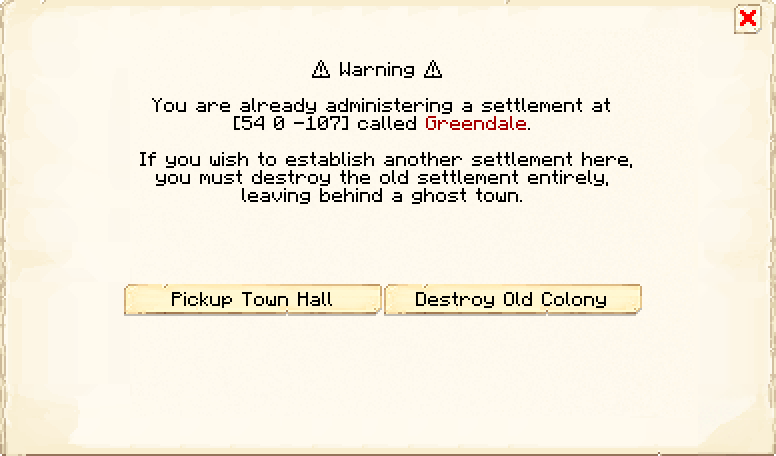 ⚠ Warning ⚠
You are already administering a settlement at
[54 0 -107] called Greendale.
If you wish to establish another settlement here,
you must destroy the old settlement entirely,
leaving behind a ghost town.
Pickup Town Hall
Destroy Old Colony